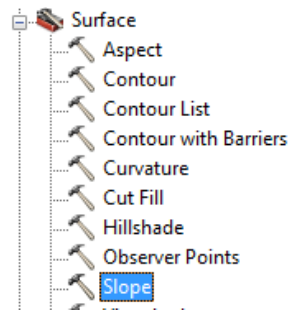 Surface
Aspect
Contour
Contour List
Contour with Barriers
Curvature
Cut Fill
Hillshade
Observer Points
Slope